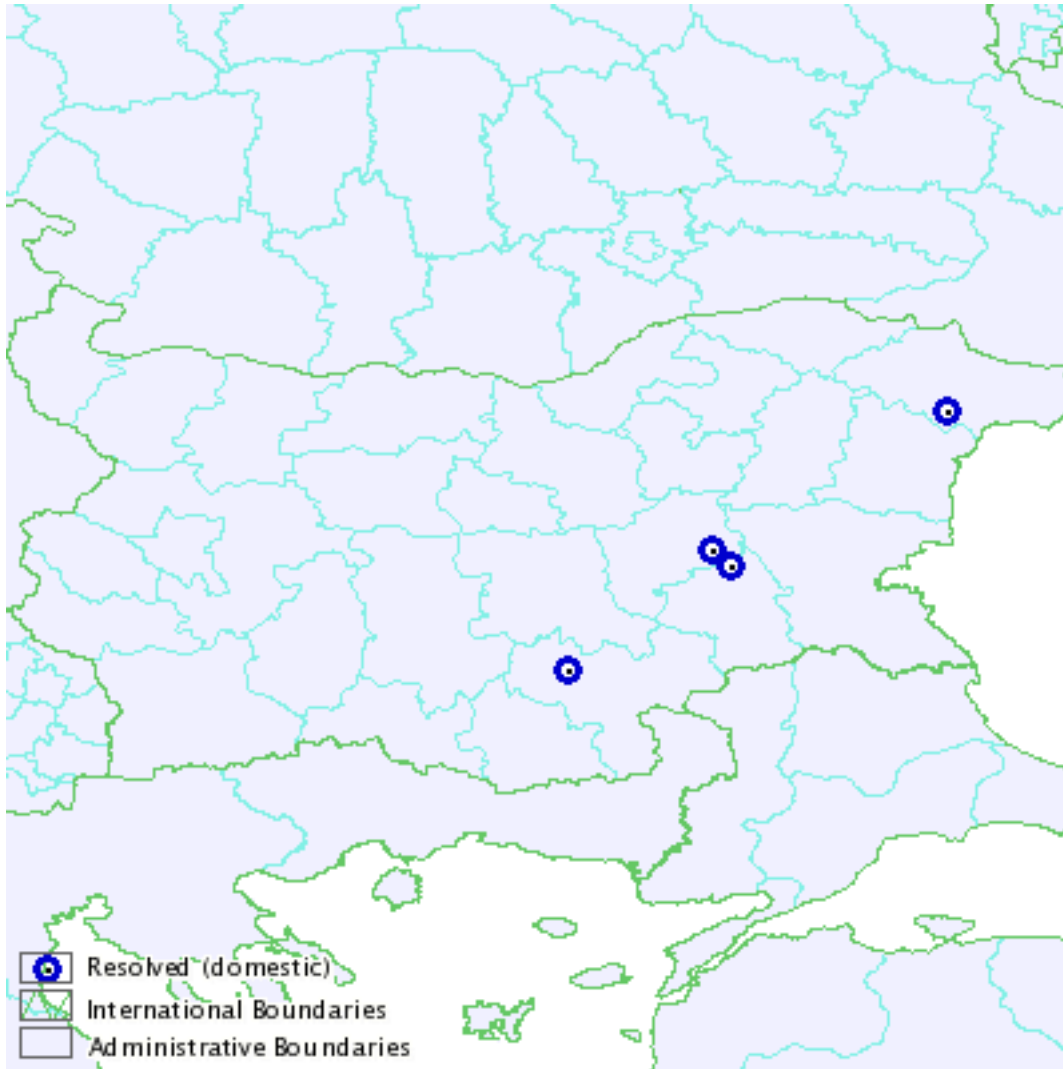 Resolved (domestic)
International Boundaries
Administrative Boundaries